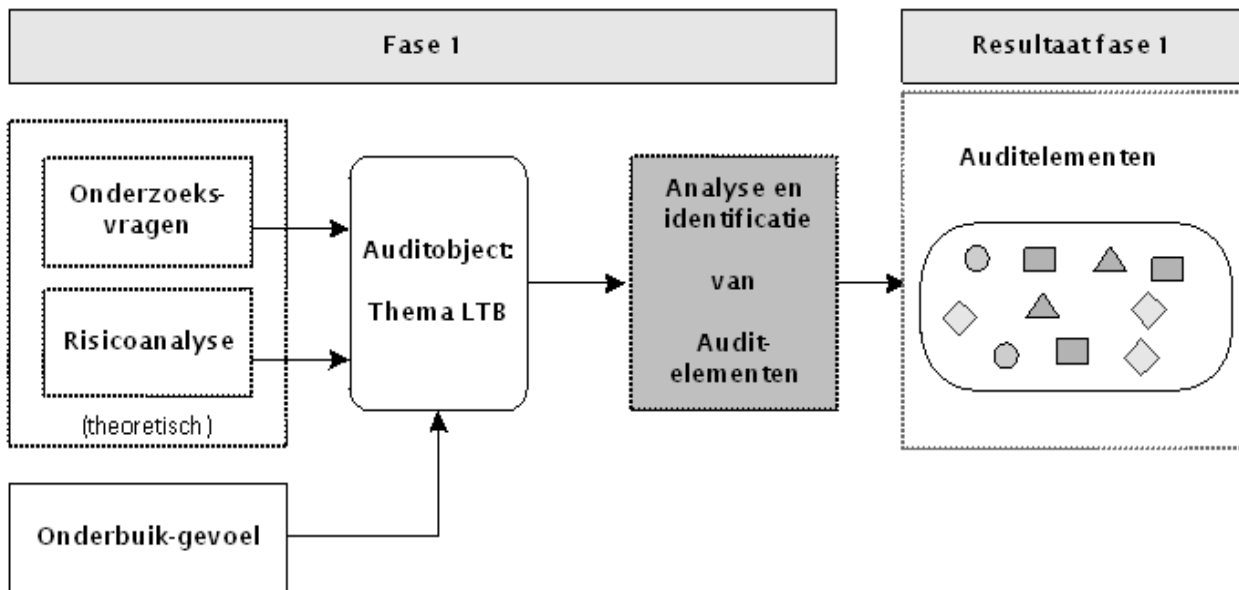 Fase 1
Resultaat fase 1
Onderzoeks-
vragen
Risicoanalyse
(theoretisch)
Onderbuik-gevoel
Auditobject:
Thema LTB
Analyse en
identificatie
van
Audit-
elementen
Auditelementen